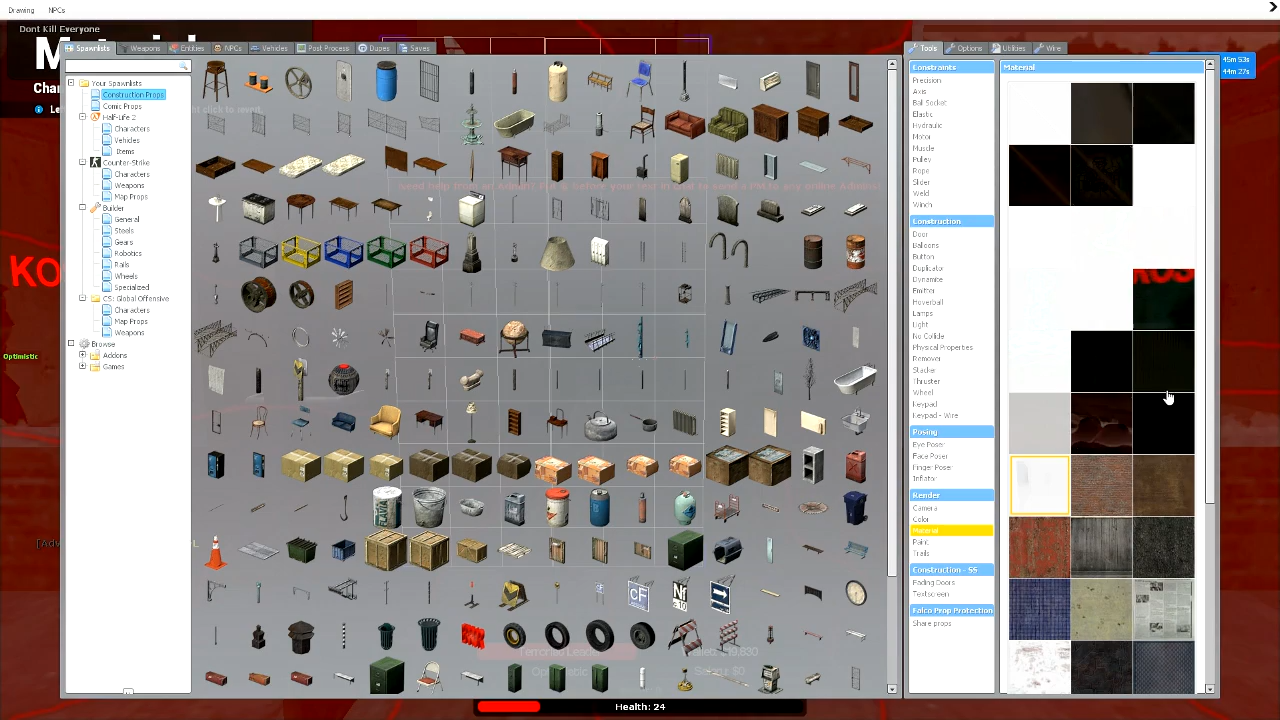 Drawing NPCs
Dont Kill Everyone
Spawnlists Weapons Entities NPCs Vehicles Post Process Dupes Saves
Your Spawnlists
Construction Props
Comic Props
Half-Life 2
Characters
Vehicles
Items
Counter-Strike
Characters
Weapons
Map Props
Builder
General
Steels
Gears
Robotics
Rails
Wheels
Specialized
CS: Global Offensive
Characters
Map Props
Weapons
Browse
Addons
Games
Optimistic
Tools Options Utilities Wire
Constraints
Precision
Axis
Ball Socket
Elastic
Hydraulic
Motor
Muscle
Pulley
Rope
Slider
Weld
Winch
Construction
Door
Balloons
Button
Duplicator
Dynamite
Emitter
Hoverball
Lamps
Light
No Collide
Physical Properties
Remover
Stacker
Thruster
Wheel
Keypad
Keypad - Wire
Posing
Eye Poser
Face Poser
Finger Poser
Inflator
Render
Camera
Color
Material
Paint
Trails
Construction - SS
Fading Doors
Textscreen
Falco Prop Protection
Share props
Material
45m 53s
44m 27s
Health: 24